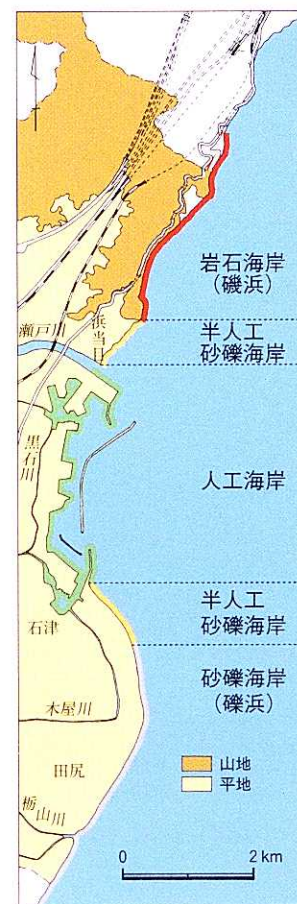 岩石海岸
(磯浜)
半人工
砂礫海岸
浜当目
瀬戸川
黒石川
人工海岸
半人工
砂礫海岸
石津
砂礫海岸
(礫浜)
木屋川
田尻
山地
平地
栃山川
0
2 km